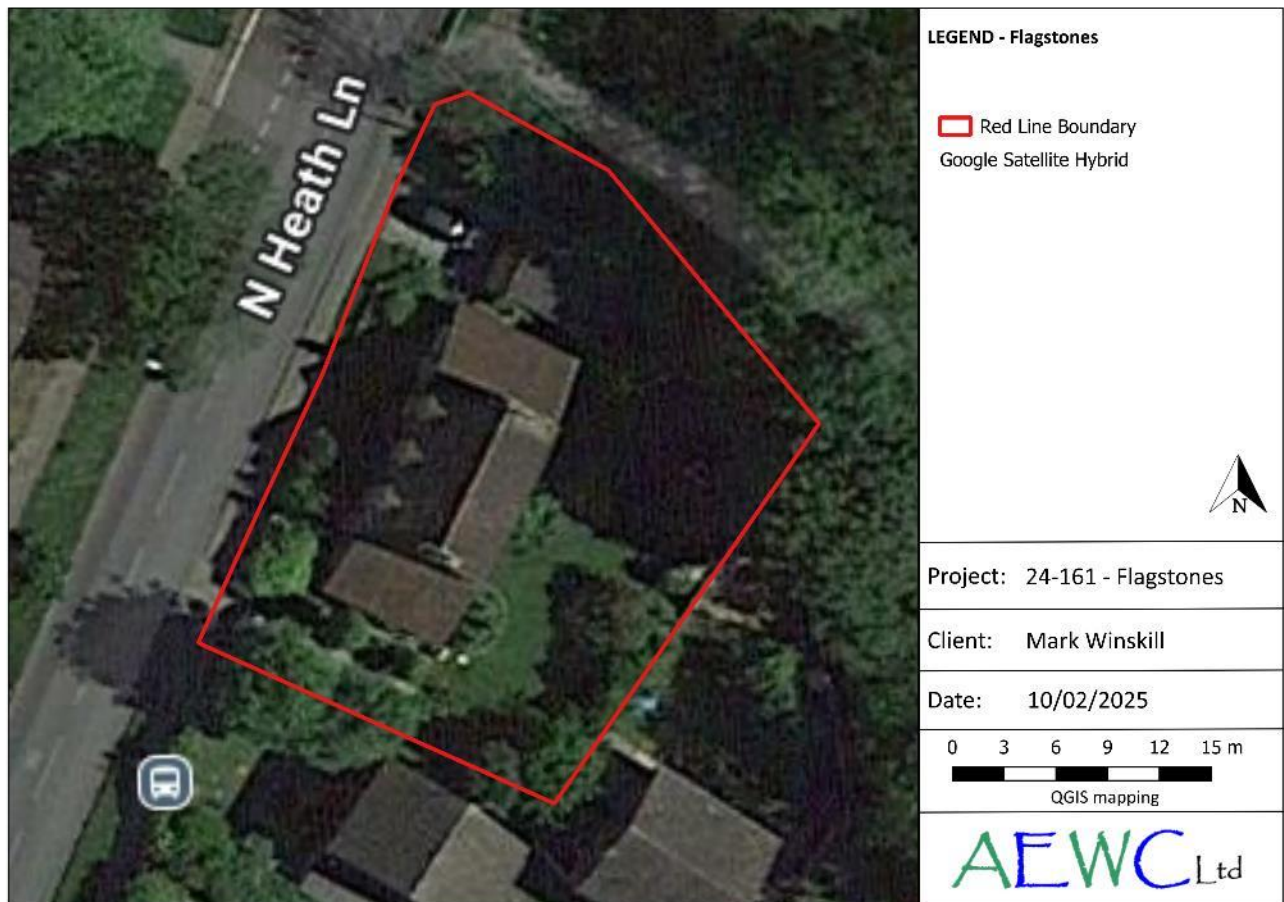 N Heath Ln
LEGEND - Flagstones
Red Line Boundary
Google Satellite Hybrid
N
Project: 24-161 - Flagstones
Client: Mark Winskill
Date: 10/02/2025
0 3 6 9 12 15 m
QGIS mapping
AEWC Ltd